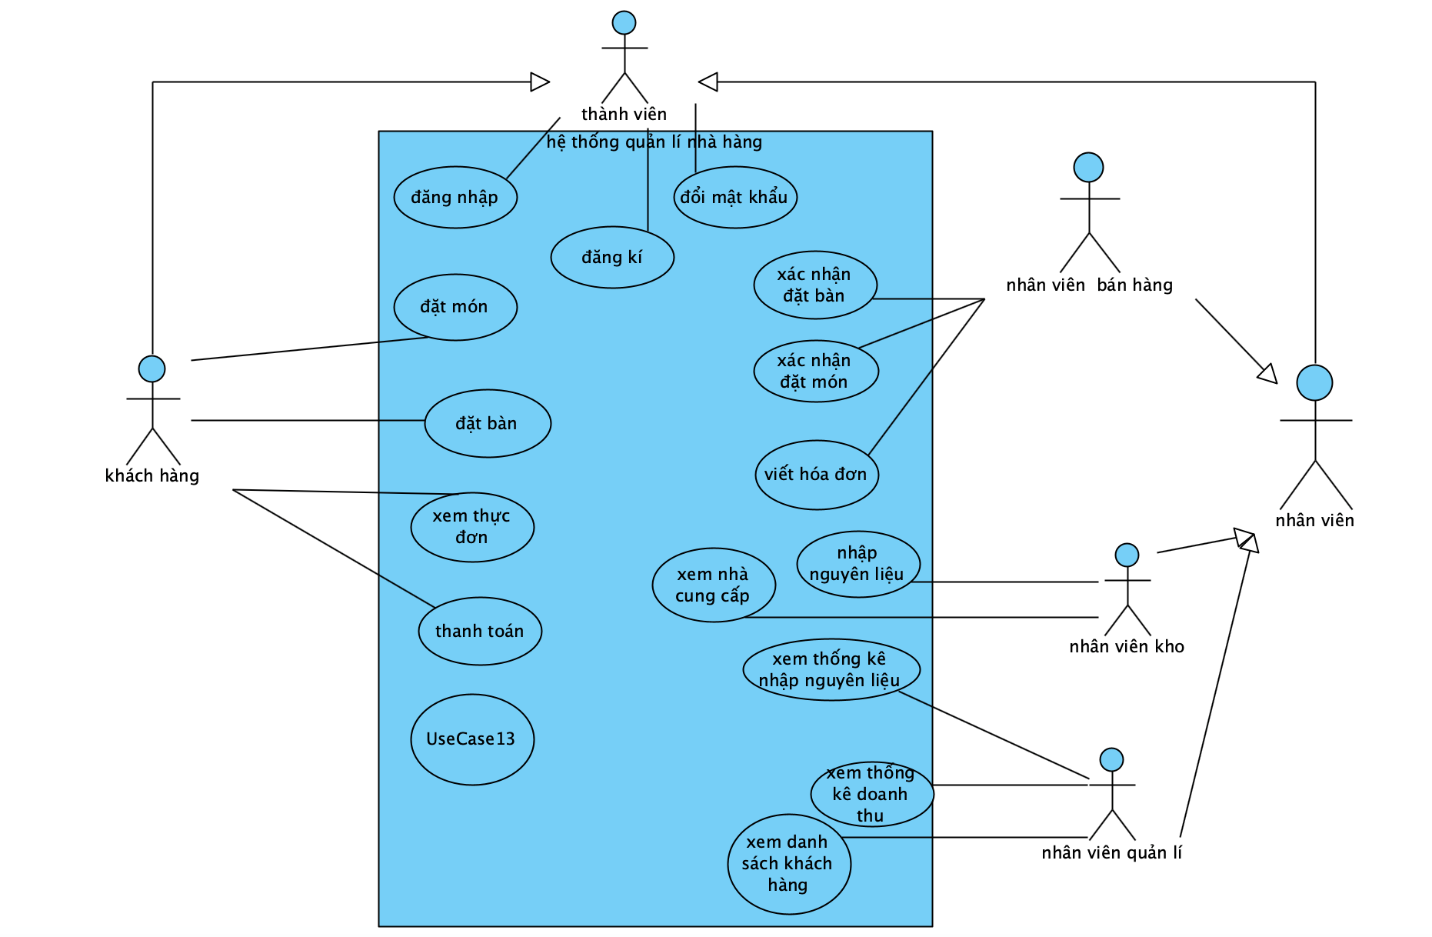 thành viên
hệ thống quản lí nhà hàng
đăng nhập
đổi mật khẩu
đăng kí
xác nhận
đặt bàn
nhân viên  bán hàng
đặt món
xác nhận
đặt món
đặt bàn
khách hàng
viết hóa đơn
nhân viên
xem thực
đơn
nhập
nguyên liệu
xem nhà
cung cấp
thanh toán
nhân viên kho
xem thống kê
nhập nguyên liệu
UseCase13
xem thống
kê doanh
thu
nhân viên quản lí
xem danh
sách khách
hàng